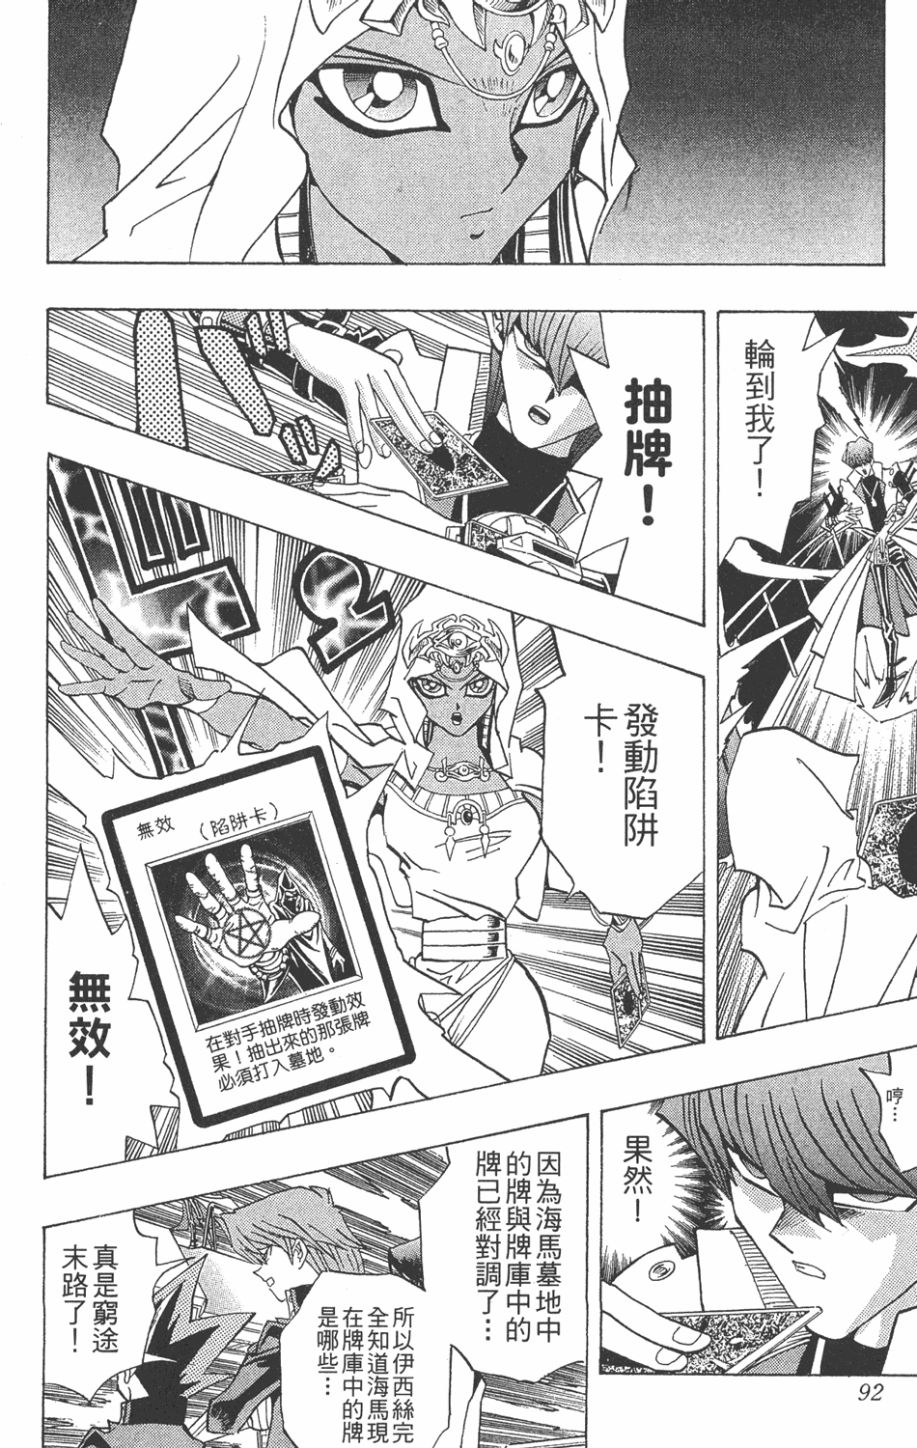 輪到我了！
抽牌！
發動陷阱
卡！
無效 （陷阱卡）
在對手抽牌時發動效
果！抽出來的那張牌
必須打入墓地。
無效！
哼…
果然！
因為海馬墓地中
的牌與牌庫中的
牌已經對調了…
所以伊西絲完
全知道海馬現
在牌庫中的牌
是哪些…
真是窮途
末路了！
92